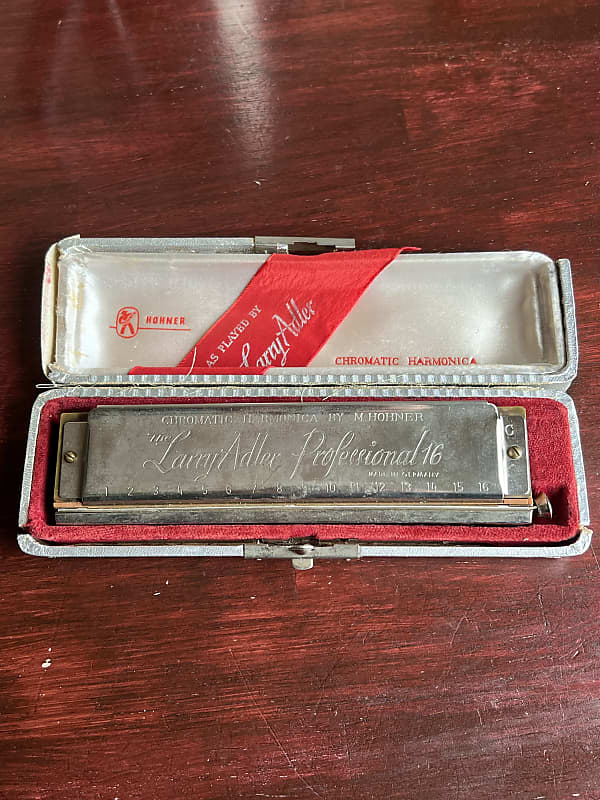 HOHNER
AS PLAYED BY
Larry Adler
CHROMATIC HARMONICA
CHROMATIC HARMONICA BY M. HOHNER
The Larry Adler Professional 16
MADE IN GERMANY
C
1 2 3 4 5 6 7 8 9 10 11 12 13 14 15 16